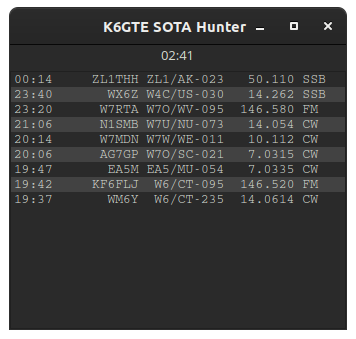 K6GTE SOTA Hunter
02:41
00:14 ZL1THH ZL1/AK-023 50.110 SSB
23:40 WX6Z W4C/US-030 14.262 SSB
23:20 W7RTA W7O/WV-095 146.580 FM
21:06 N1SMB W7U/NU-073 14.054 CW
20:14 W7MDN W7W/WE-011 10.112 CW
20:06 AG7GP W7O/SC-021 7.0315 CW
19:47 EA5M EA5/MU-054 7.0335 CW
19:42 KF6FLJ W6/CT-095 146.520 FM
19:37 WM6Y W6/CT-235 14.0614 CW